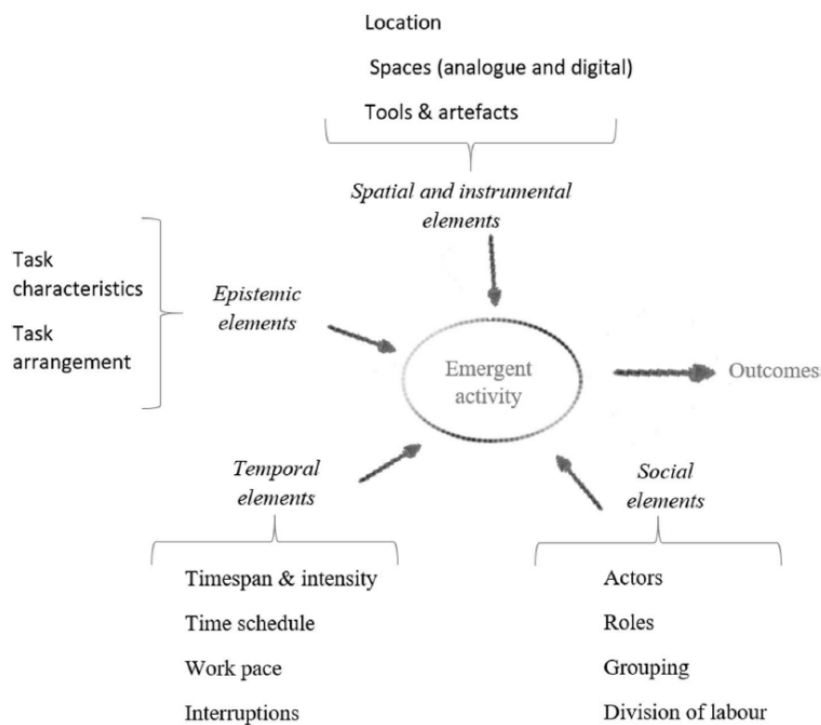 Location
Spaces (analogue and digital)
Tools & artefacts
Spatial and instrumental
elements
Task
characteristics
Task
arrangement
Epistemic
elements
Emergent
activity
Outcomes
Temporal
elements
Timespan & intensity
Time schedule
Work pace
Interruptions
Social
elements
Actors
Roles
Grouping
Division of labour